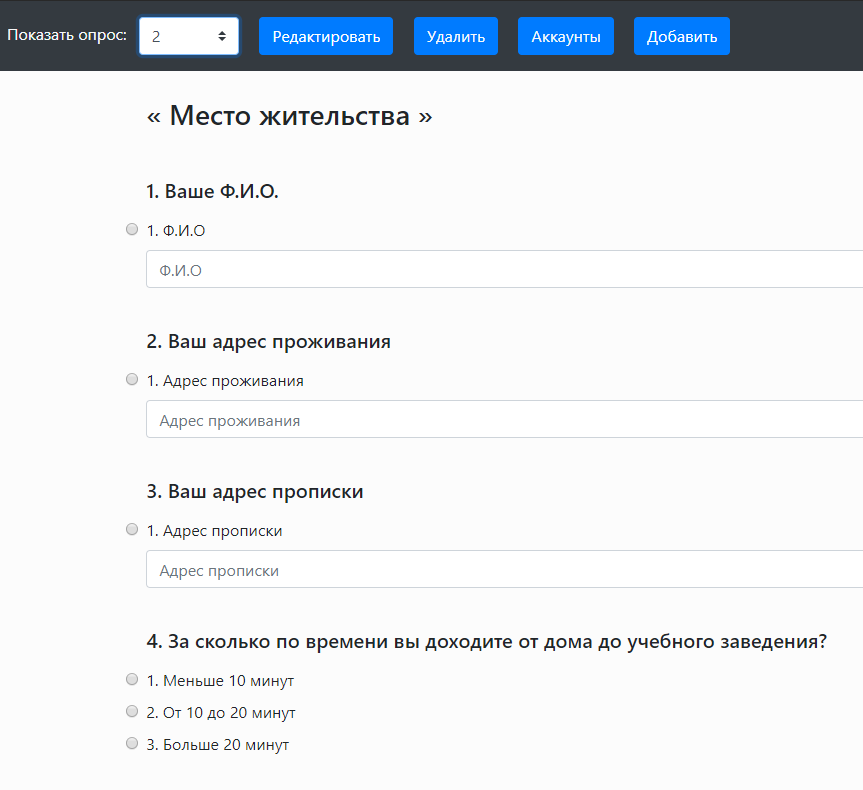 Показать опрос: 2 Редактировать Удалить Аккаунты Добавить
« Место жительства »
1. Ваше Ф.И.О.
1. Ф.И.О
Ф.И.О
2. Ваш адрес проживания
1. Адрес проживания
Адрес проживания
3. Ваш адрес прописки
1. Адрес прописки
Адрес прописки
4. За сколько по времени вы доходите от дома до учебного заведения?
1. Меньше 10 минут
2. От 10 до 20 минут
3. Больше 20 минут